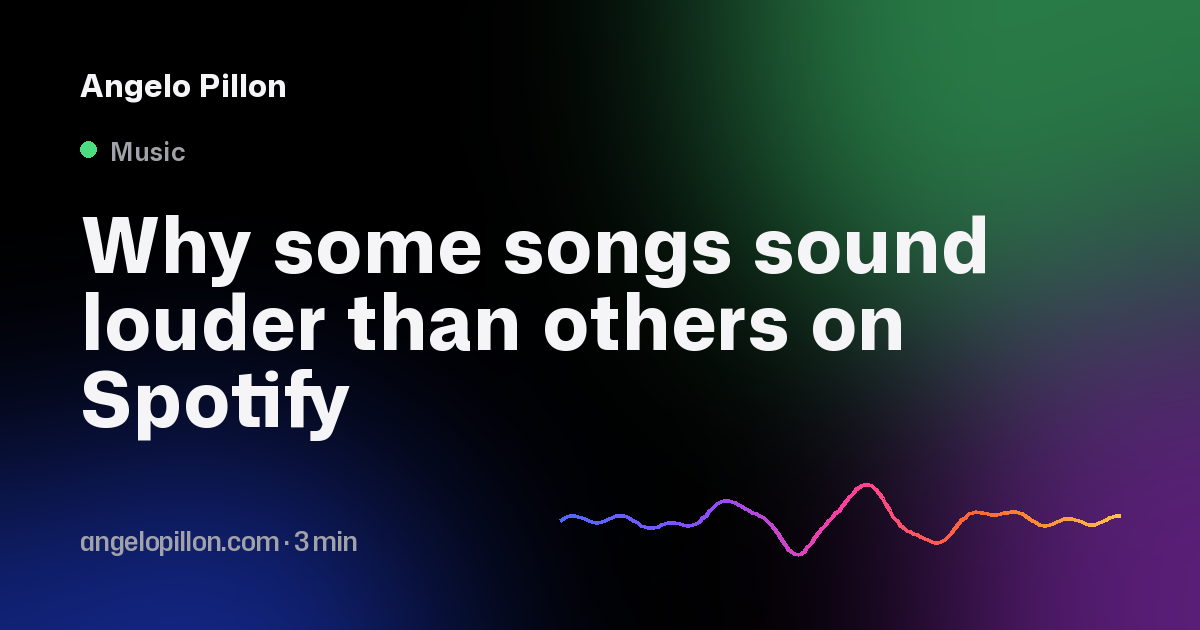 Angelo Pillon
Music
Why some songs sound
louder than others on
Spotify
angelopillon.com · 3 min